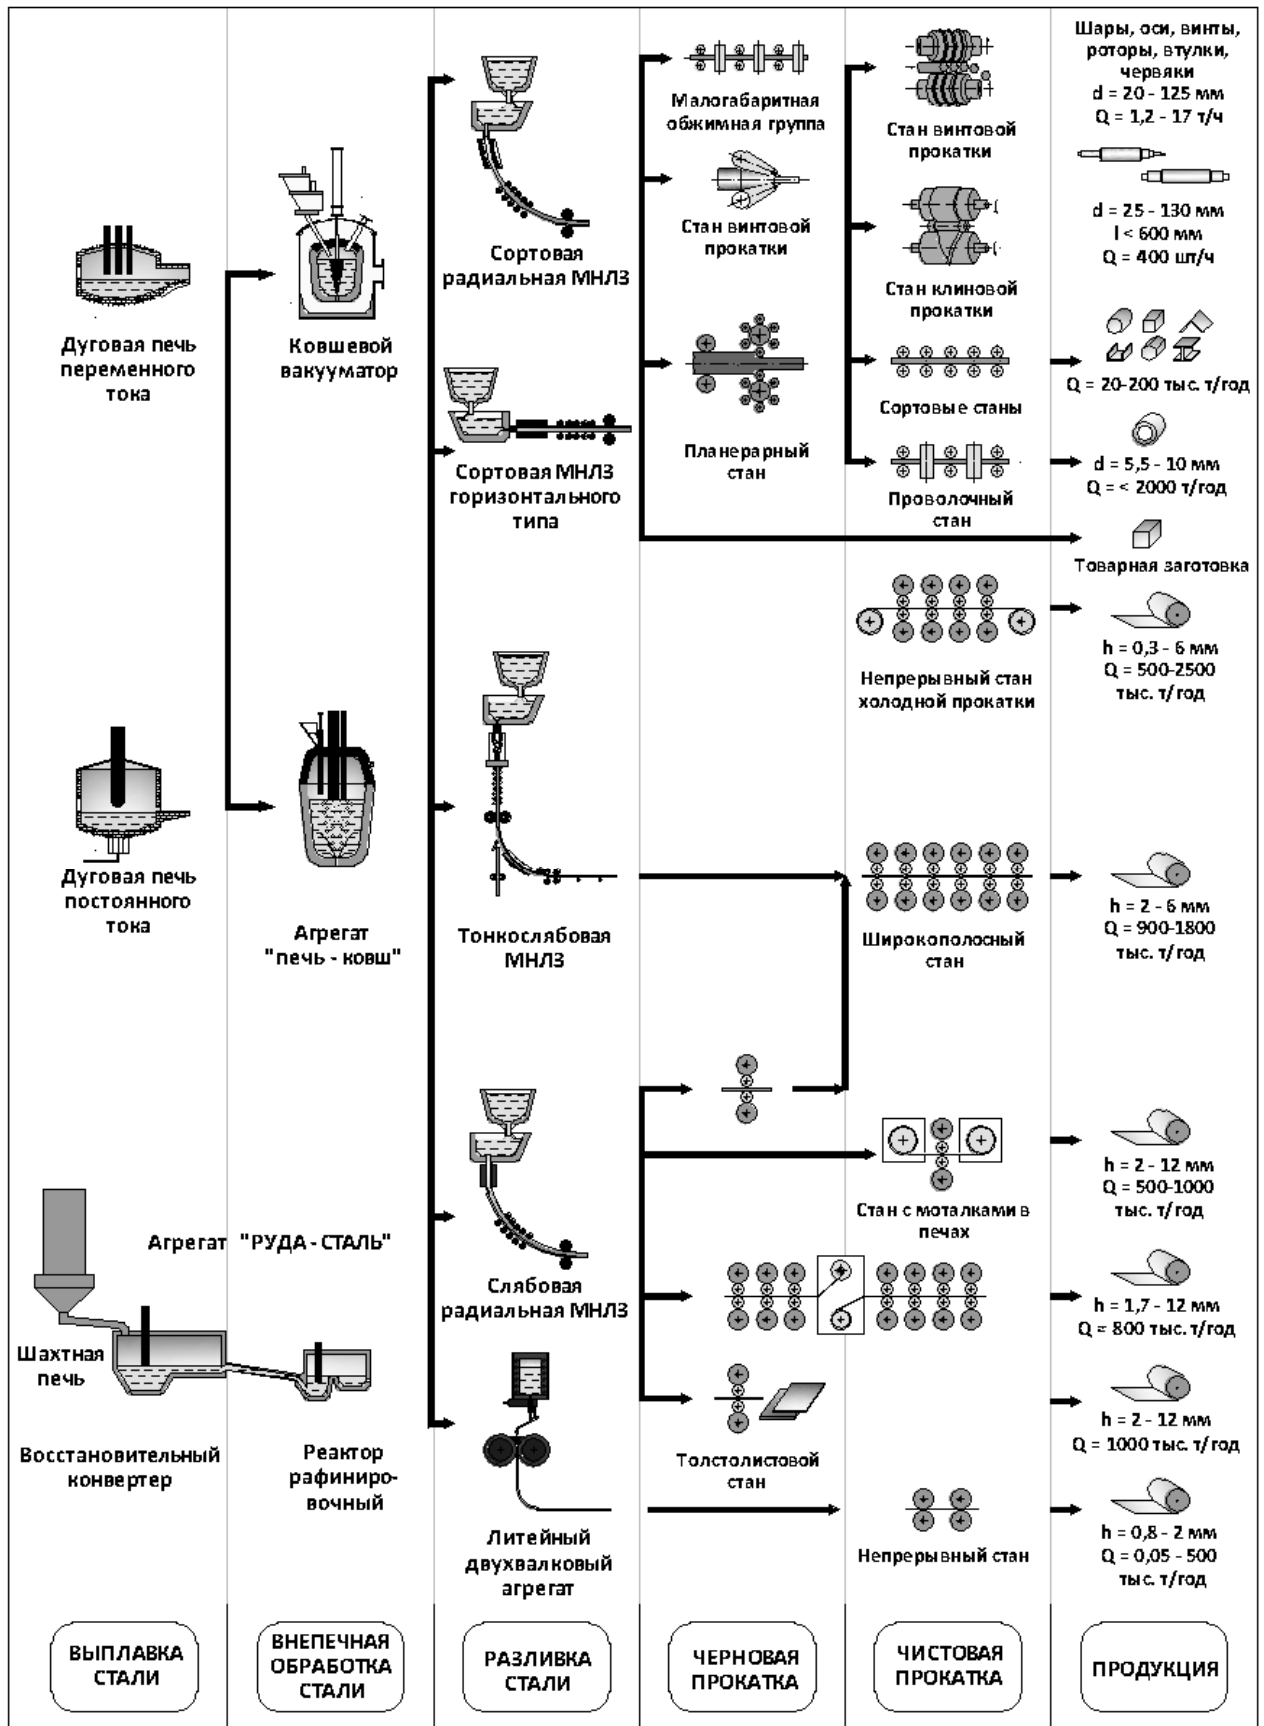 Дуговая печь
переменного
тока
Дуговая печь
постоянного
тока
Агрегат "РУДА - СТАЛЬ"
Шахтная
печь
Восстановительный
конвертер
ВЫПЛАВКА
СТАЛИ
Ковшевой
вакууматор
Агрегат
"печь - ковш"
Реактор
рафиниро-
вочный
ВНЕПЕЧНАЯ
ОБРАБОТКА
СТАЛИ
Сортовая
радиальная МНЛЗ
Сортовая МНЛЗ
горизонтального
типа
Тонкослябовая
МНЛЗ
Слябовая
радиальная МНЛЗ
Литейный
двухвалковый
агрегат
РАЗЛИВКА
СТАЛИ
Малогабаритная
обжимная группа
Стан винтовой
прокатки
Планерарный
стан
Толстолистовой
стан
ЧЕРНОВАЯ
ПРОКАТКА
Стан винтовой
прокатки
Стан клиновой
прокатки
Сортовые станы
Проволочный
стан
Непрерывный стан
холодной прокатки
Широкополосный
стан
Стан с моталками в
печах
Непрерывный стан
ЧИСТОВАЯ
ПРОКАТКА
Шары, оси, винты,
роторы, втулки,
червяки
d = 20 - 125 мм
Q = 1,2 - 17 т/ч
d = 25 - 130 мм
l < 600 мм
Q = 400 шт/ч
Q = 20-200 тыс. т/год
d = 5,5 - 10 мм
Q = < 2000 т/год
Товарная заготовка
h = 0,3 - 6 мм
Q = 500-2500
тыс. т/год
h = 2 - 6 мм
Q = 900-1800
тыс. т/год
h = 2 - 12 мм
Q = 500-1000
тыс. т/год
h = 1,7 - 12 мм
Q = 800 тыс. т/год
h = 2 - 12 мм
Q = 1000 тыс. т/год
h = 0,8 - 2 мм
Q = 0,05 - 500
тыс. т/год
ПРОДУКЦИЯ